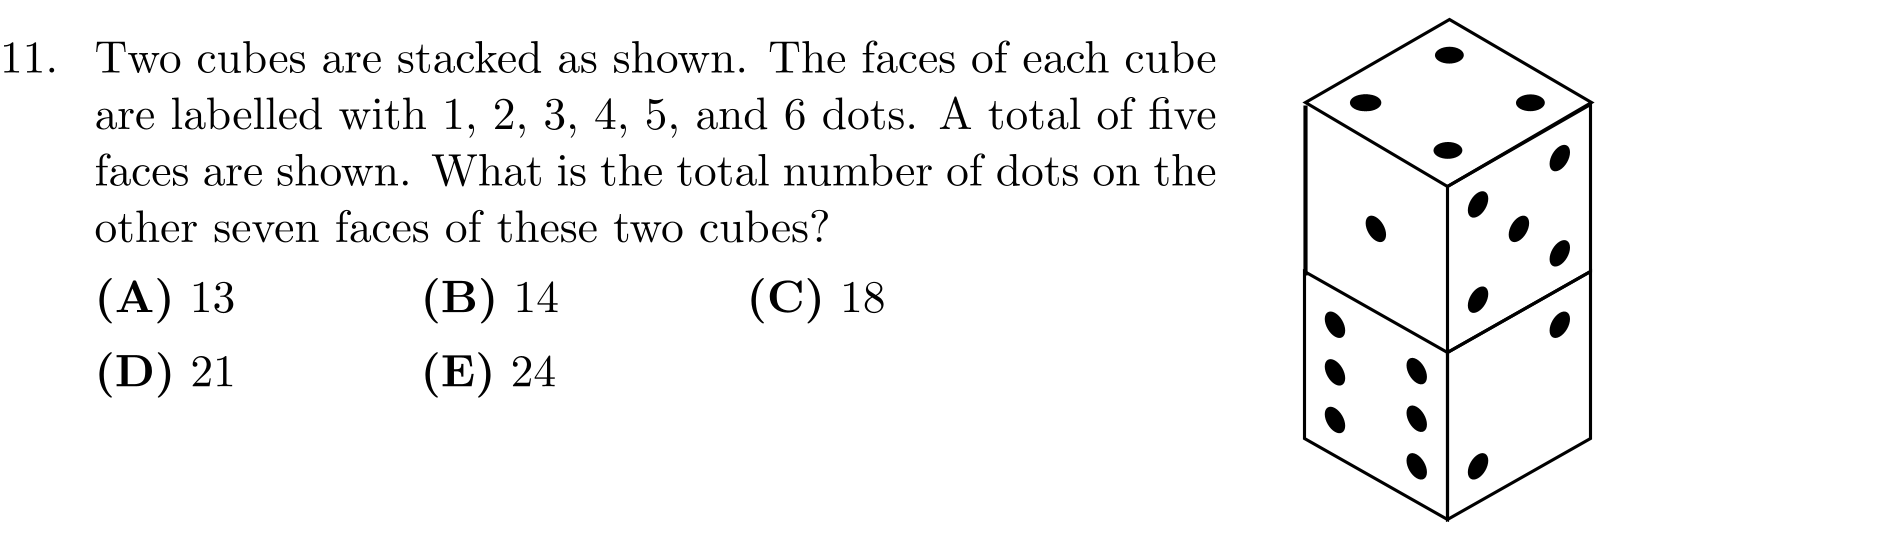 11. Two cubes are stacked as shown. The faces of each cube
are labelled with 1, 2, 3, 4, 5, and 6 dots. A total of five
faces are shown. What is the total number of dots on the
other seven faces of these two cubes?
(A) 13 (B) 14 (C) 18
(D) 21 (E) 24